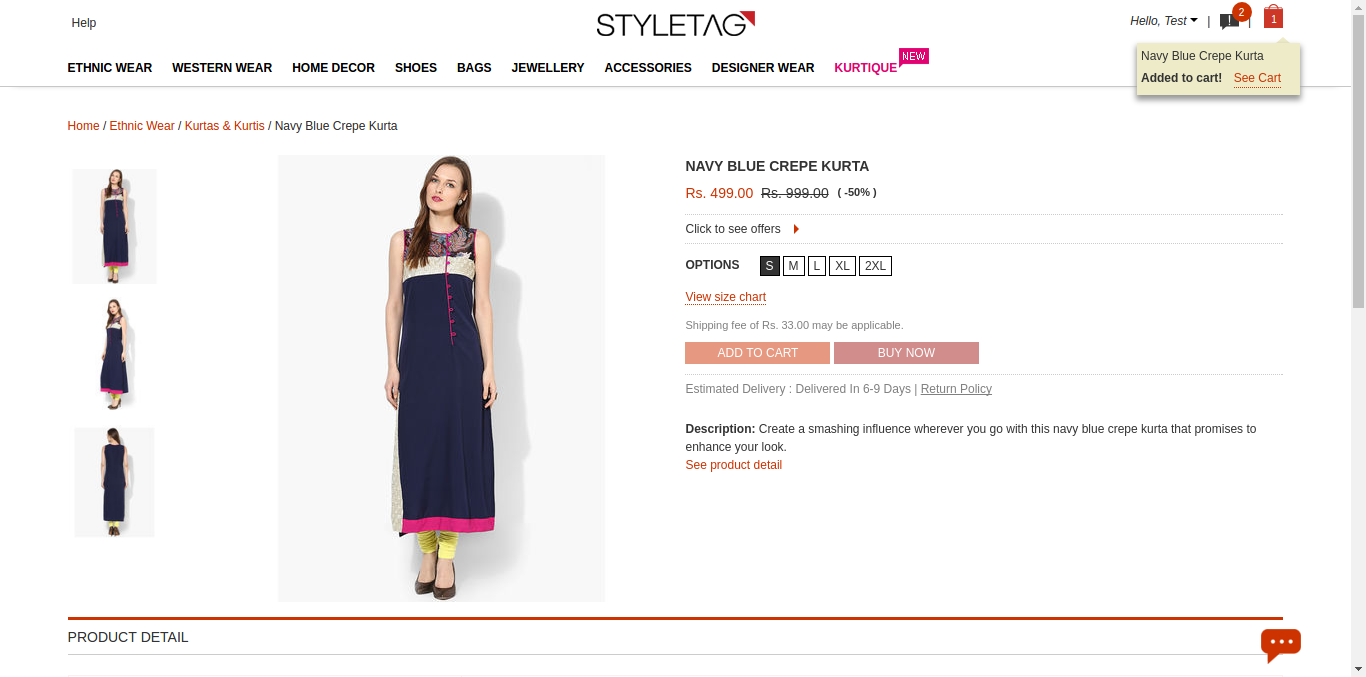 Help
STYLETAG
Hello, Test
|
!
2
|
1
ETHNIC WEAR
WESTERN WEAR
HOME DECOR
SHOES
BAGS
JEWELLERY
ACCESSORIES
DESIGNER WEAR
KURTIQUE
NEW
Navy Blue Crepe Kurta
Added to cart! See Cart
Home / Ethnic Wear / Kurtas & Kurtis / Navy Blue Crepe Kurta
NAVY BLUE CREPE KURTA
Rs. 499.00 Rs. 999.00 ( -50% )
Click to see offers
OPTIONS S M L XL 2XL
View size chart
Shipping fee of Rs. 33.00 may be applicable.
ADD TO CART
BUY NOW
Estimated Delivery : Delivered In 6-9 Days | Return Policy
Description: Create a smashing influence wherever you go with this navy blue crepe kurta that promises to
enhance your look.
See product detail
PRODUCT DETAIL